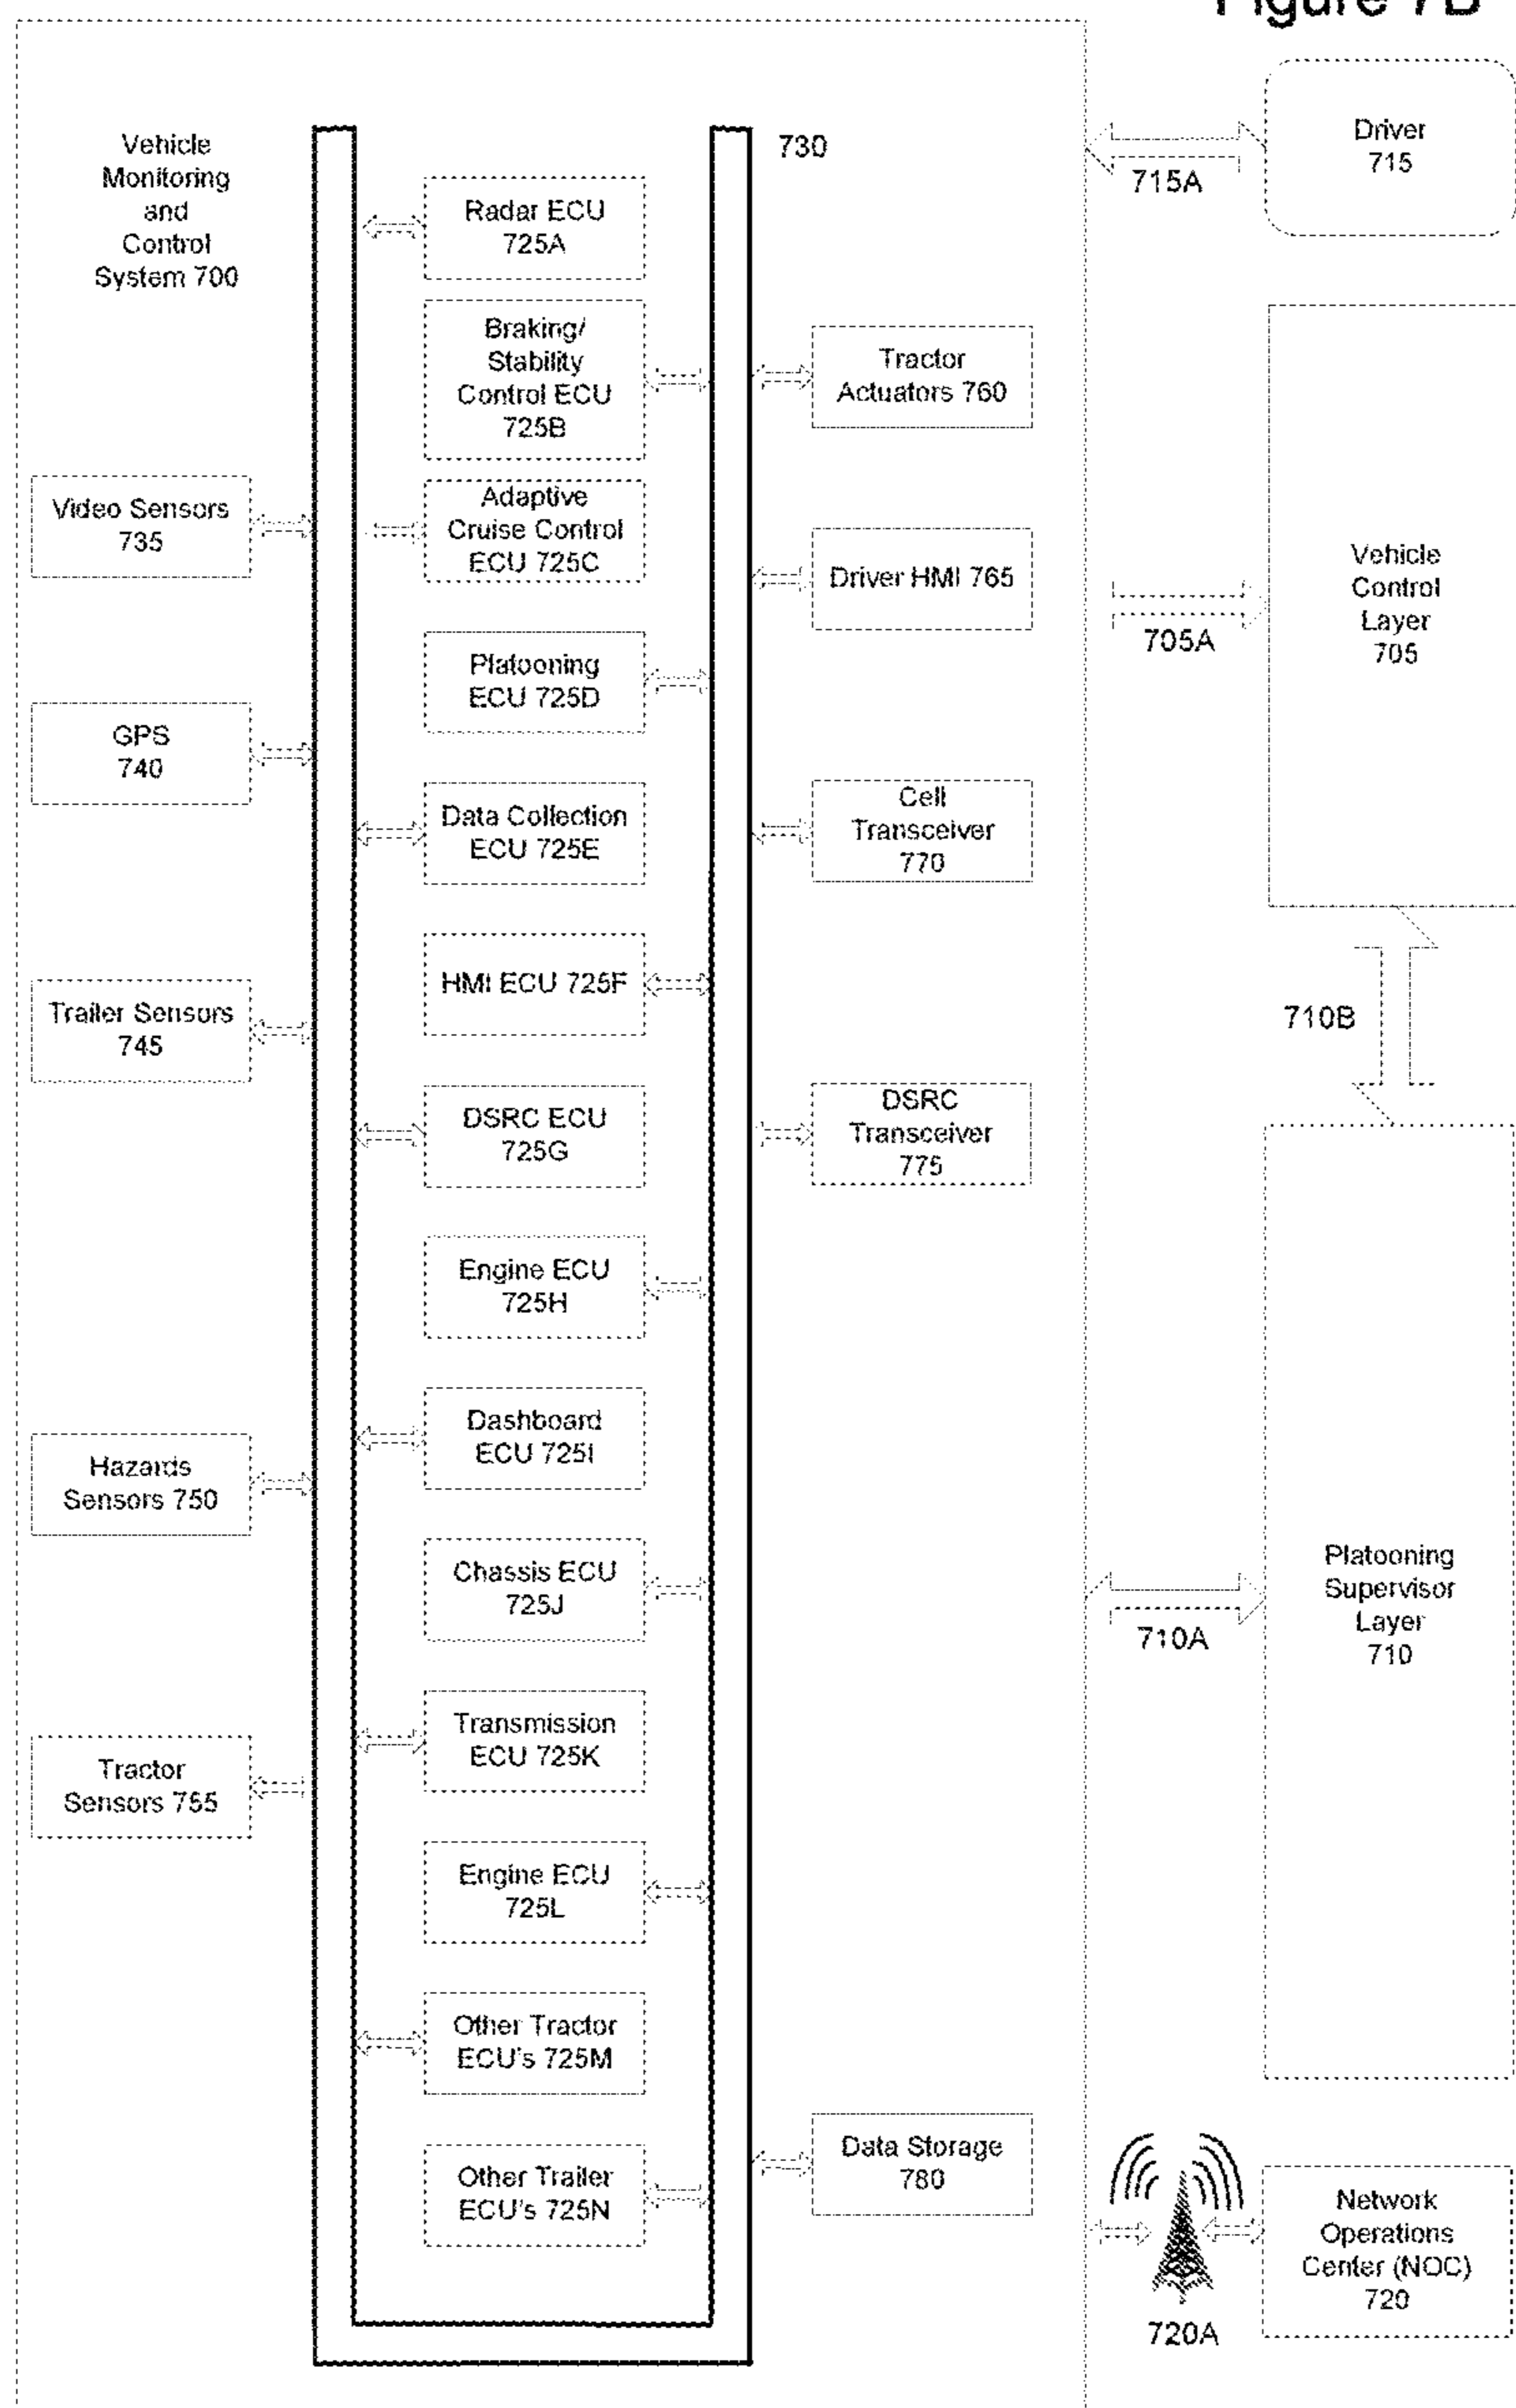 Figure 7B
Vehicle
Monitoring
and
Control
System 700
730
Radar ECU
725A
Braking/
Stability
Control ECU
725B
Adaptive
Cruise Control
ECU 725C
Platooning
ECU 725D
Data Collection
ECU 725E
HMI ECU 725F
DSRC ECU
725G
Engine ECU
725H
Dashboard
ECU 725I
Chassis ECU
725J
Transmission
ECU 725K
Engine ECU
725L
Other Tractor
ECU's 725M
Other Trailer
ECU's 725N
Video Sensors
735
GPS
740
Trailer Sensors
745
Hazards
Sensors 750
Tractor
Sensors 755
Tractor
Actuators 760
Driver HMI 765
Cell
Transceiver
770
DSRC
Transceiver
775
Data Storage
780
715A
Driver
715
705A
Vehicle
Control
Layer
705
710B
710A
Platooning
Supervisor
Layer
710
720A
Network
Operations
Center (NOC)
720